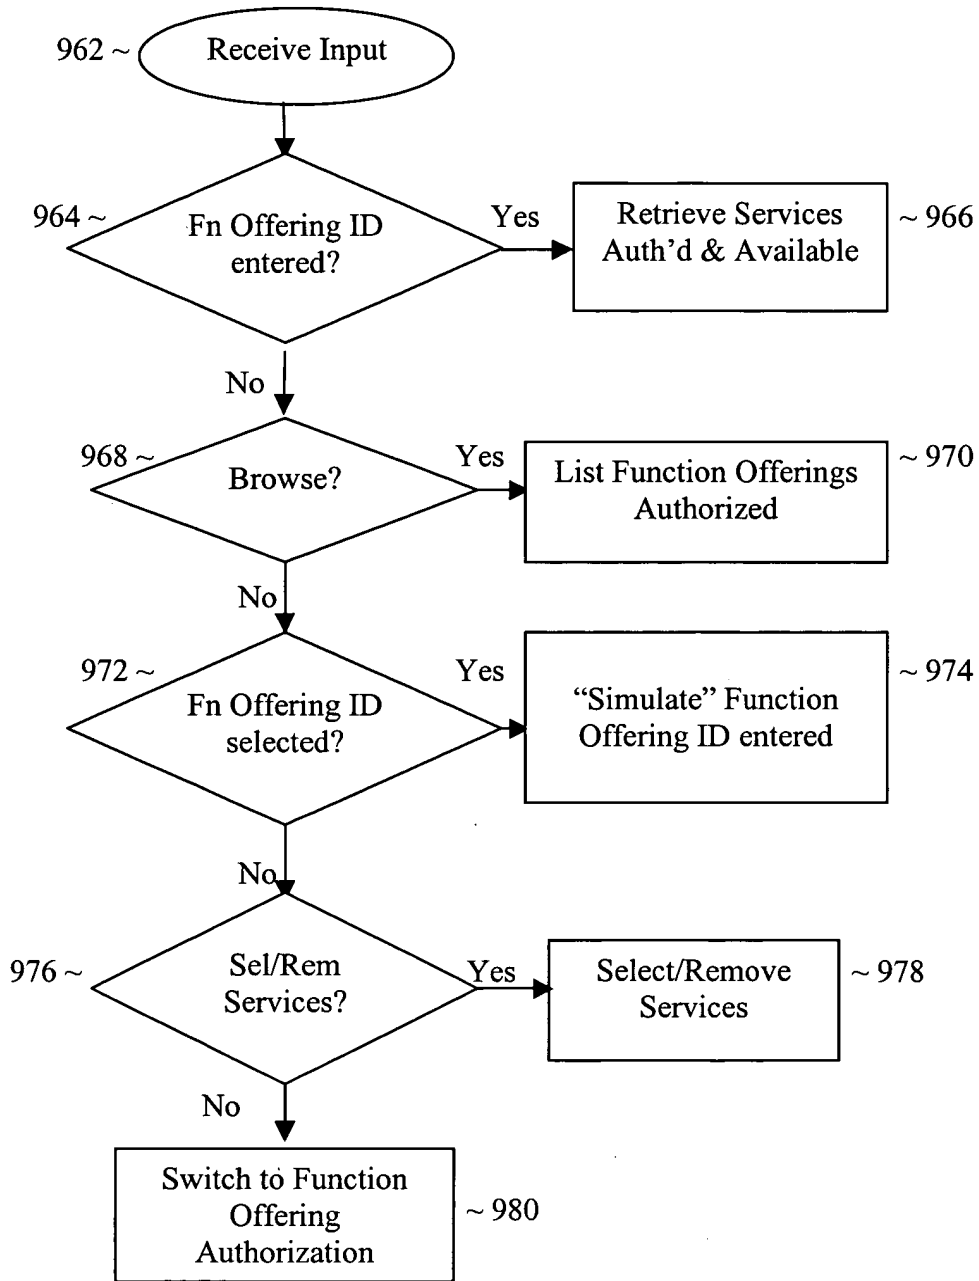 962 ~
Receive Input
964 ~
Fn Offering ID
entered?
Yes
Retrieve Services
Auth’d & Available
~ 966
No
968 ~
Browse?
Yes
List Function Offerings
Authorized
~ 970
No
972 ~
Fn Offering ID
selected?
Yes
“Simulate” Function
Offering ID entered
~ 974
No
976 ~
Sel/Rem
Services?
Yes
Select/Remove
Services
~ 978
No
Switch to Function
Offering
Authorization
~ 980